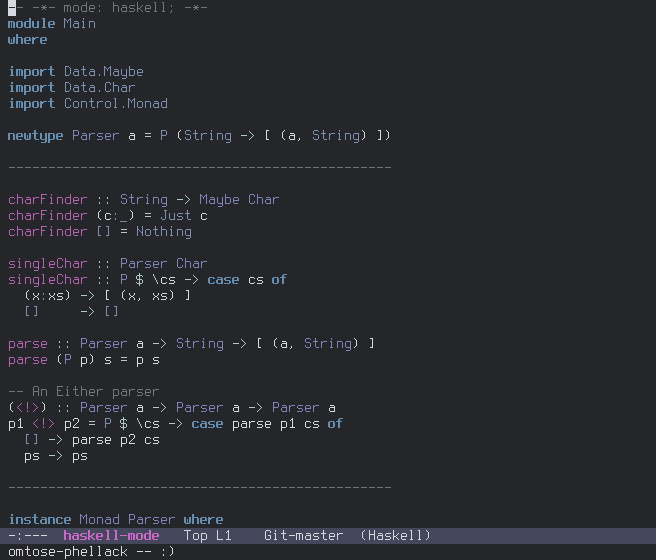 -- -*- mode: haskell; -*-
module Main
where

import Data.Maybe
import Data.Char
import Control.Monad

newtype Parser a = P (String -> [ (a, String) ])

------------------------------------------------

charFinder :: String -> Maybe Char
charFinder (c:_) = Just c
charFinder [] = Nothing

singleChar :: Parser Char
singleChar :: P $ \cs -> case cs of
  (x:xs) -> [ (x, xs) ]
  []     -> []

parse :: Parser a -> String -> [ (a, String) ]
parse (P p) s = p s

-- An Either parser
(<!>) :: Parser a -> Parser a -> Parser a
p1 <!> p2 = P $ \cs -> case parse p1 cs of
  [] -> parse p2 cs
  ps -> ps

------------------------------------------------

instance Monad Parser where
-:---  haskell-mode   Top L1    Git-master  (Haskell)
omtose-phellack -- :)